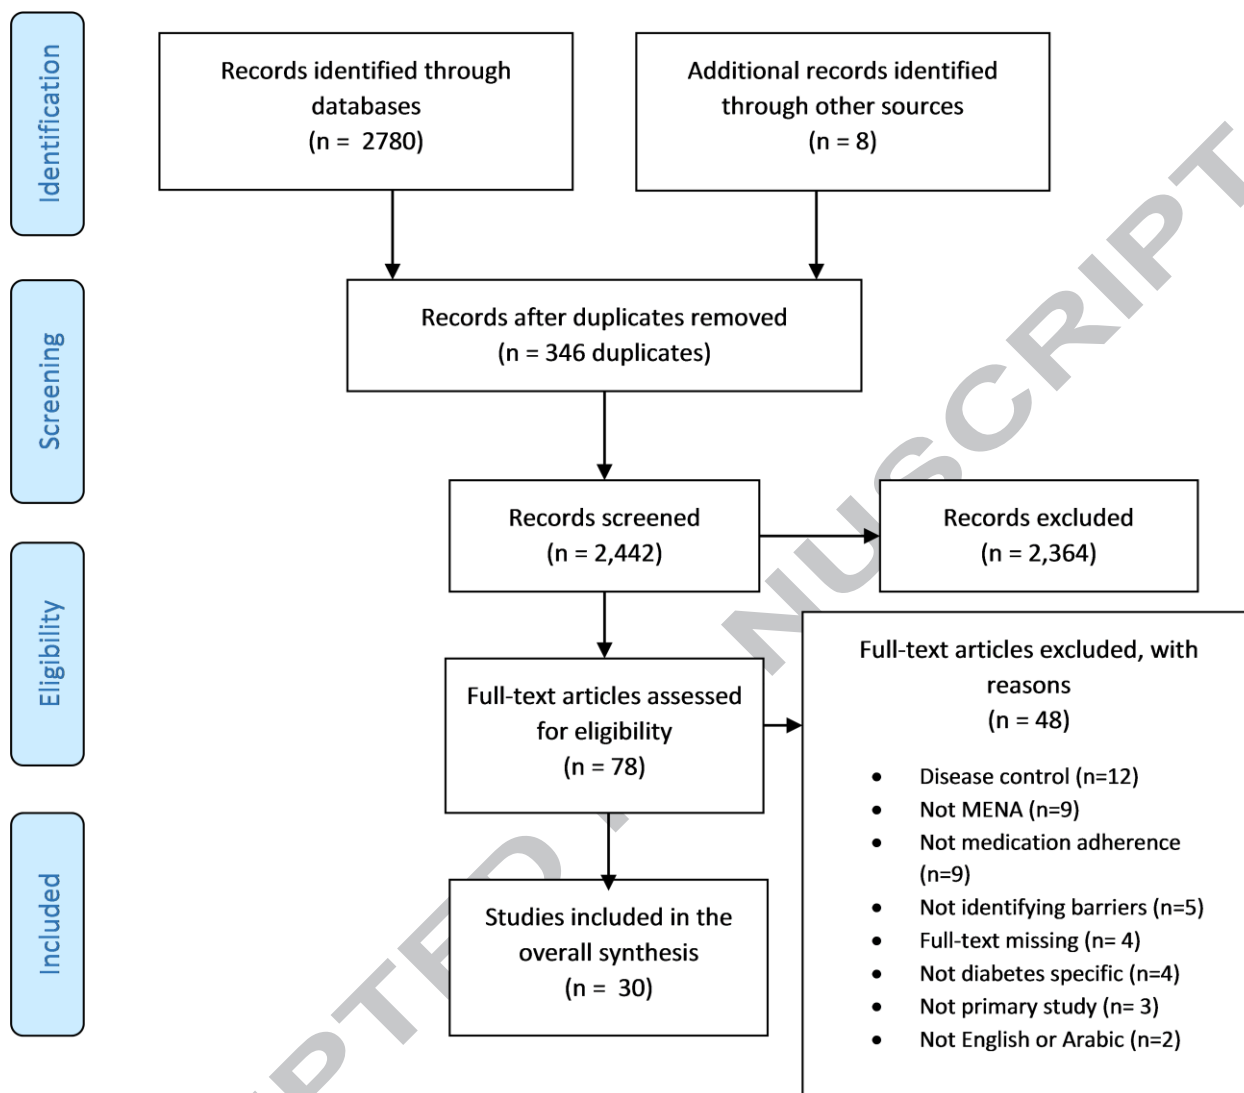 Identification
Records identified through
databases
(n = 2780)
Additional records identified
through other sources
(n = 8)
Screening
Records after duplicates removed
(n = 346 duplicates)
Records screened
(n = 2,442)
Records excluded
(n = 2,364)
Eligibility
Full-text articles assessed
for eligibility
(n = 78)
Full-text articles excluded, with
reasons
(n = 48)
• Disease control (n=12)
• Not MENA (n=9)
• Not medication adherence
(n=9)
• Not identifying barriers (n=5)
• Full-text missing (n= 4)
• Not diabetes specific (n=4)
• Not primary study (n= 3)
• Not English or Arabic (n=2)
Included
Studies included in the
overall synthesis
(n = 30)